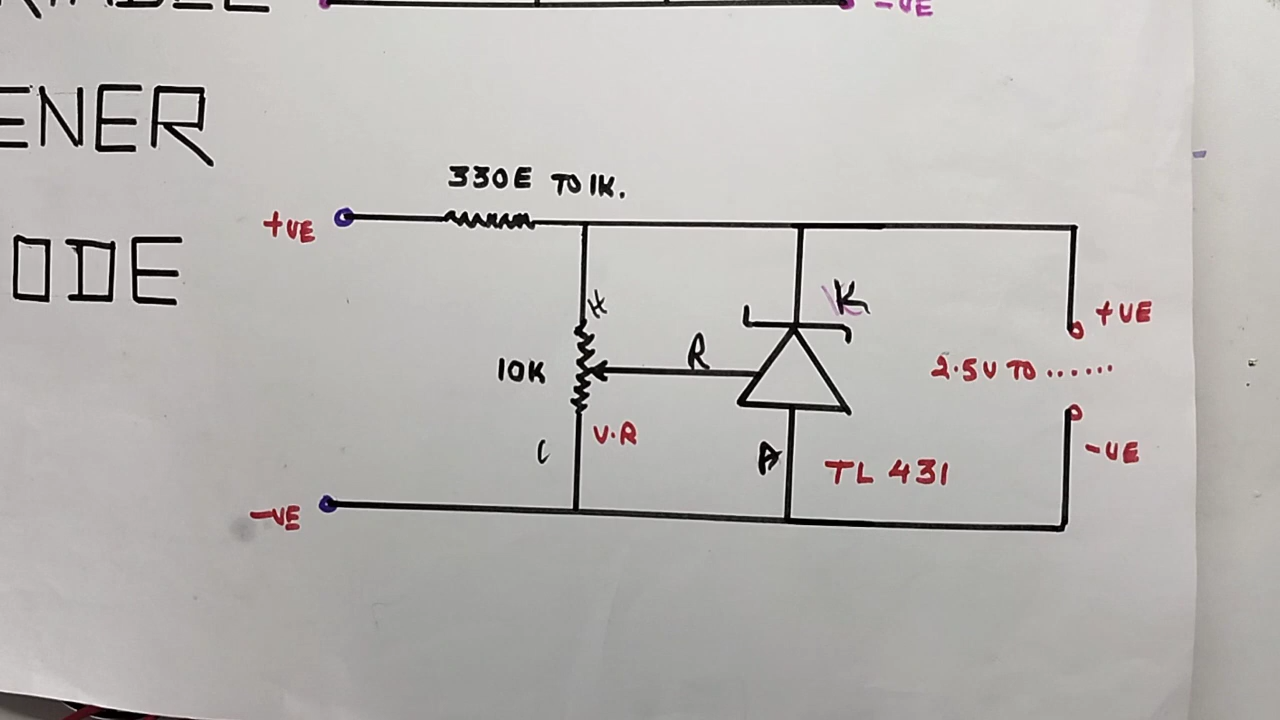 -VE
ENER
ODE
330E TO 1K.
+VE
H
K
+VE
10K
R
2.5V TO ......
C
V.R
A
TL 431
-VE
-VE